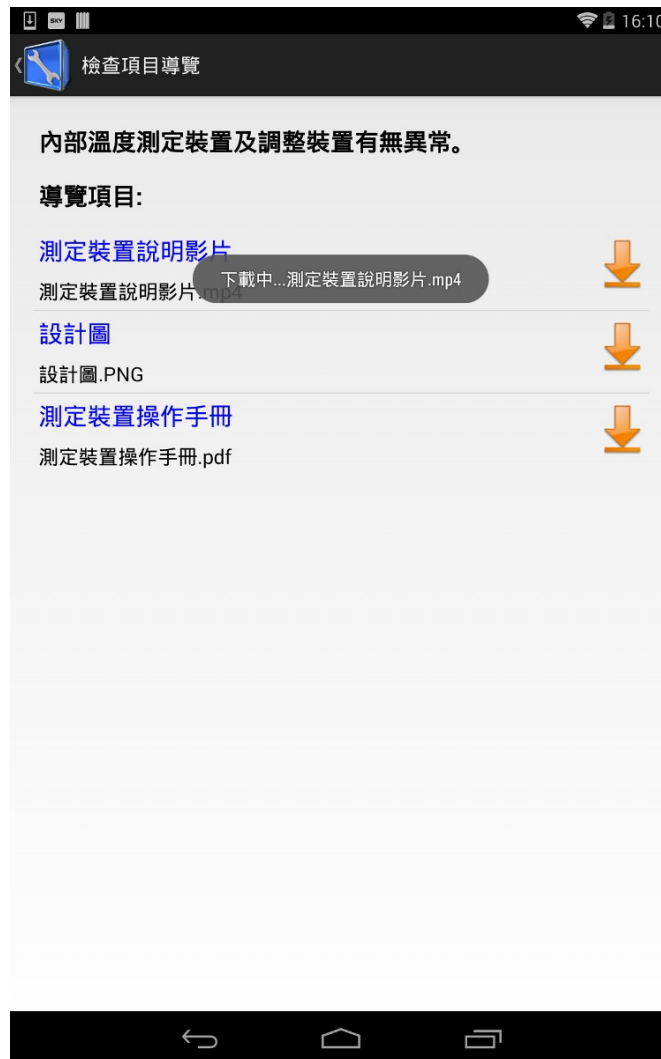 SKY
16:10
檢查項目導覽
內部溫度測定裝置及調整裝置有無異常。
導覽項目:
測定裝置說明影片
測定裝置說明影片.mp4
下載中...測定裝置說明影片.mp4
設計圖
設計圖.PNG
測定裝置操作手冊
測定裝置操作手冊.pdf